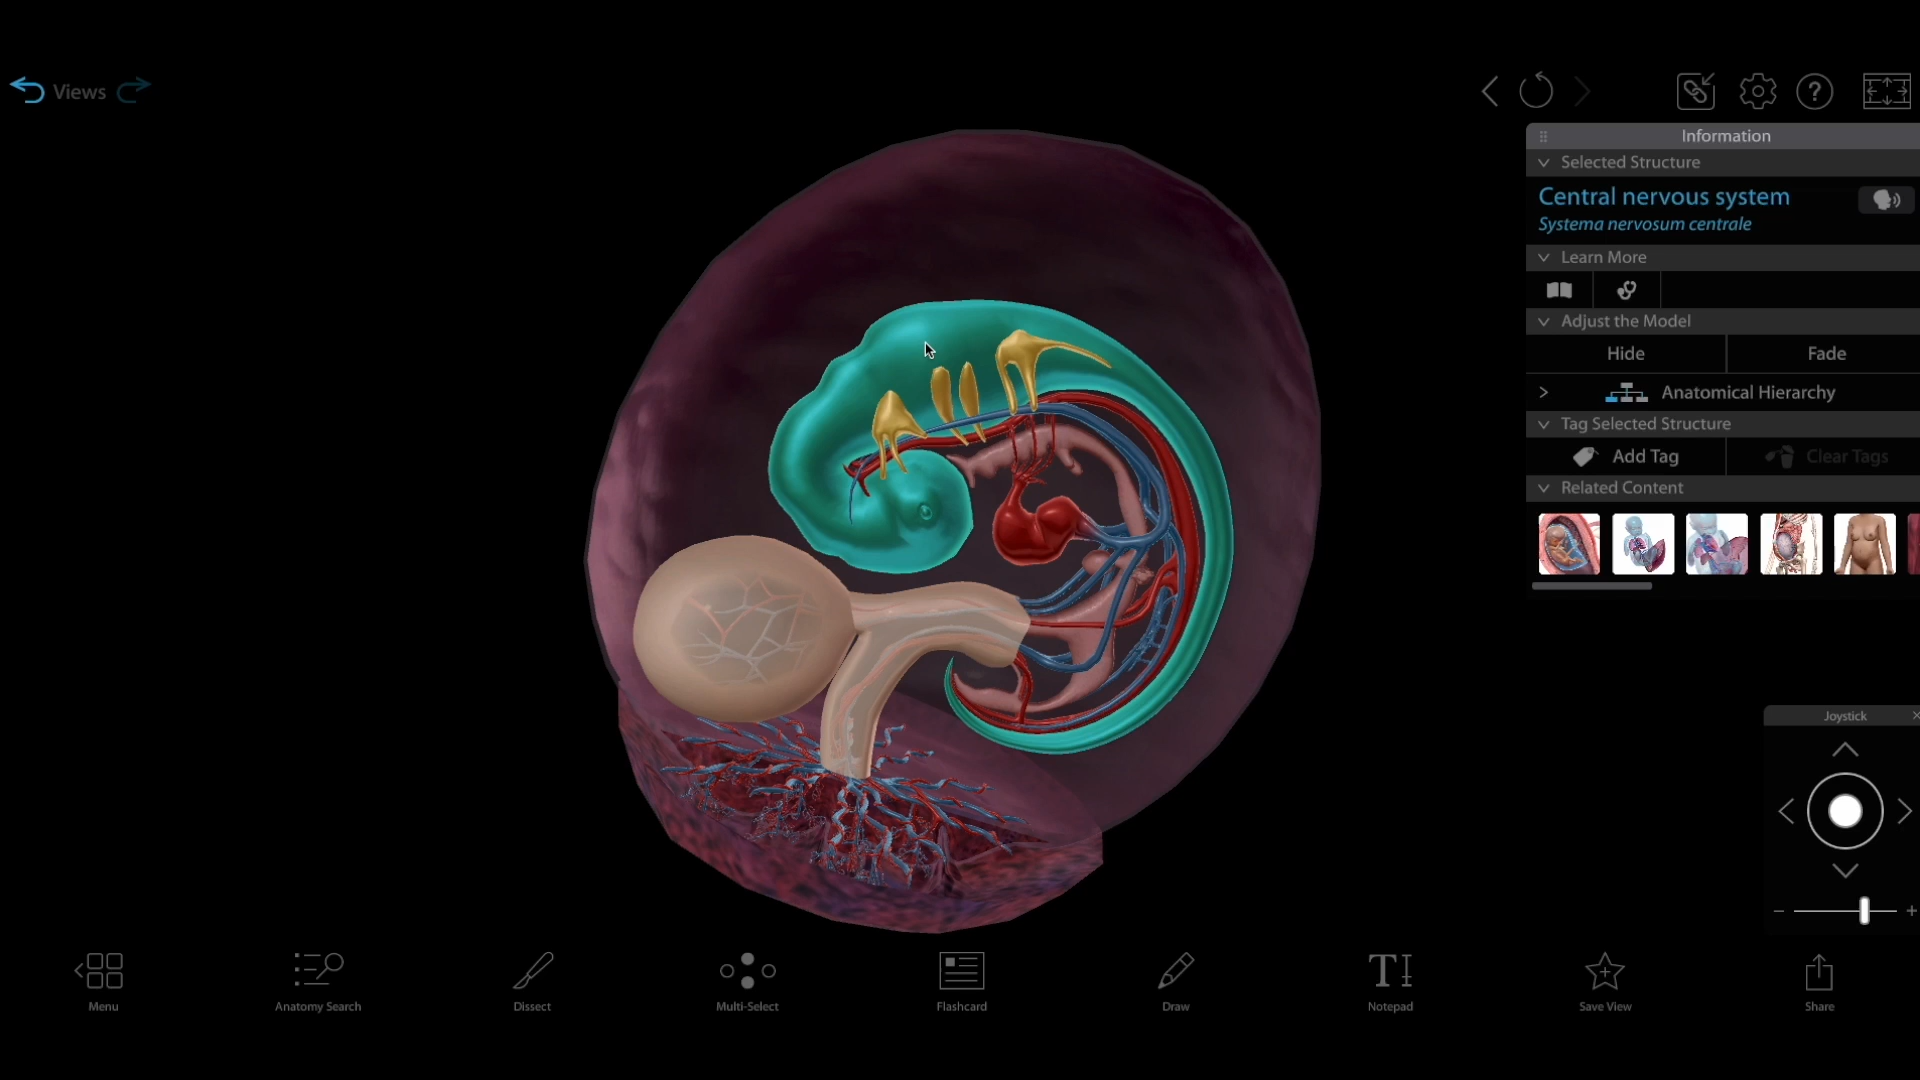 Views
Information
Selected Structure
Central nervous system
Systema nervosum centrale
Learn More
Adjust the Model
Hide Fade
Anatomical Hierarchy
Tag Selected Structure
Add Tag Clear Tags
Related Content
Joystick
Menu Anatomy Search Dissect Multi-Select Flashcard Draw Notepad Save View Share